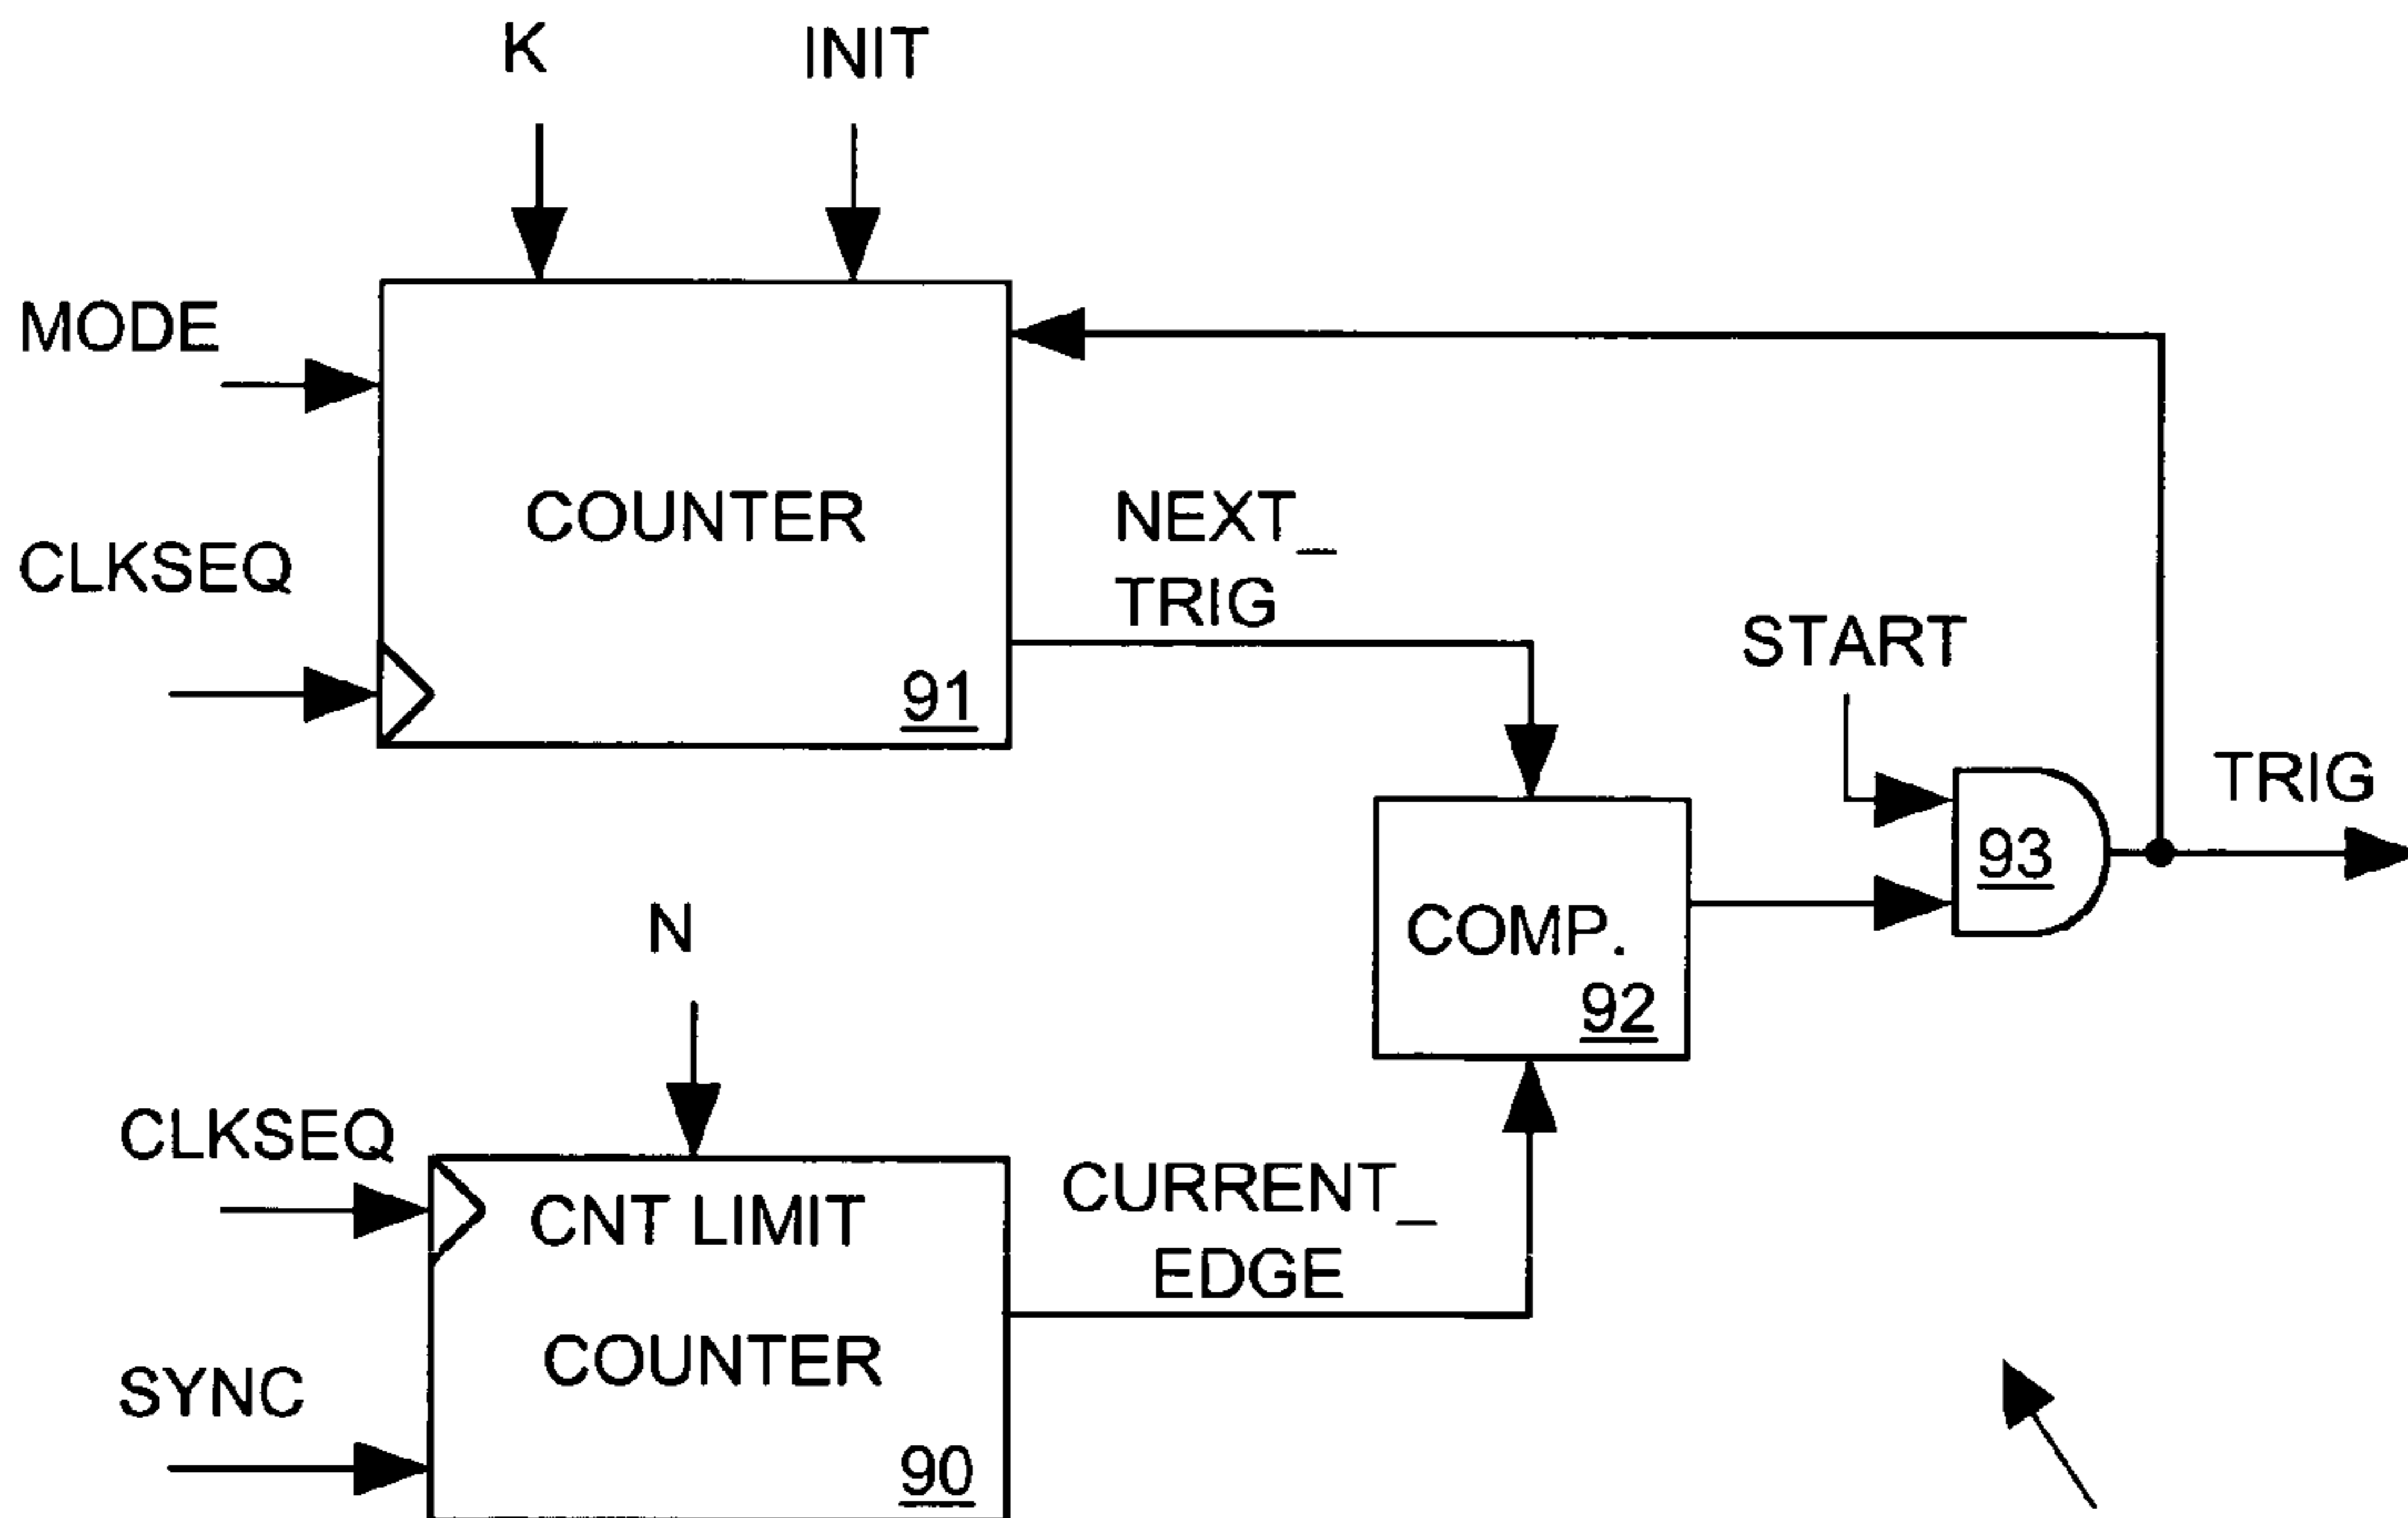 K
INIT
MODE
COUNTER
CLKSEQ
NEXT_
TRIG
91
START
TRIG
93
N
COMP.
92
CLKSEQ
CNT LIMIT
CURRENT_
EDGE
COUNTER
SYNC
90